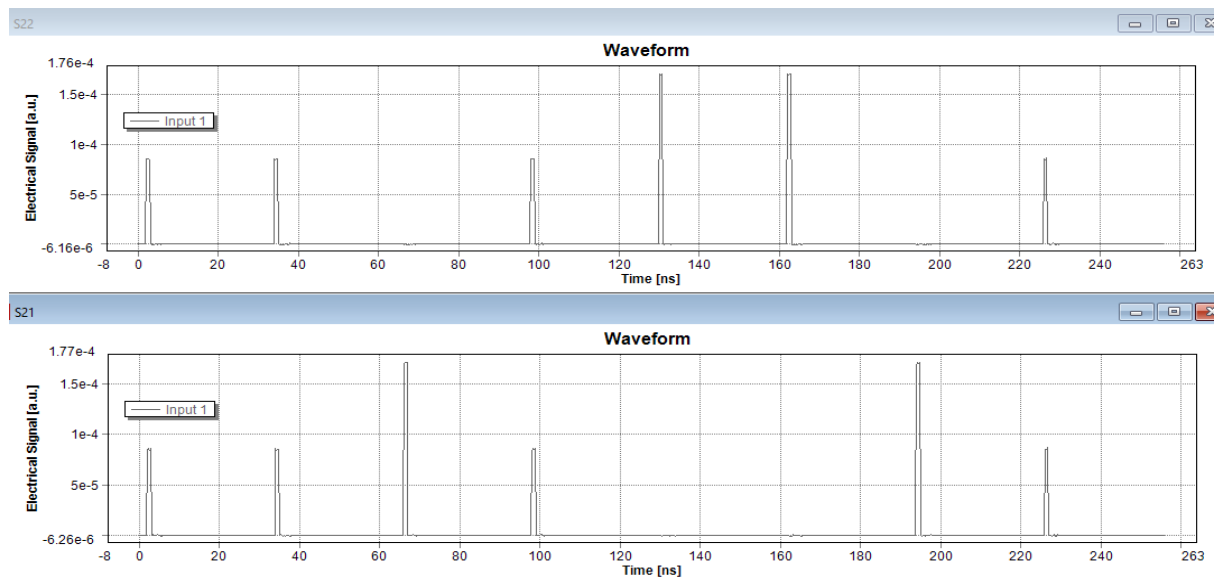 S22
Waveform
1.76e-4
1.5e-4
1e-4
5e-5
-6.16e-6
Electrical Signal [a.u.]
Input 1
-8 0 20 40 60 80 100 120 140 160 180 200 220 240 263
Time [ns]
S21
Waveform
1.77e-4
1.5e-4
1e-4
5e-5
-6.26e-6
Electrical Signal [a.u.]
Input 1
-8 0 20 40 60 80 100 120 140 160 180 200 220 240 263
Time [ns]